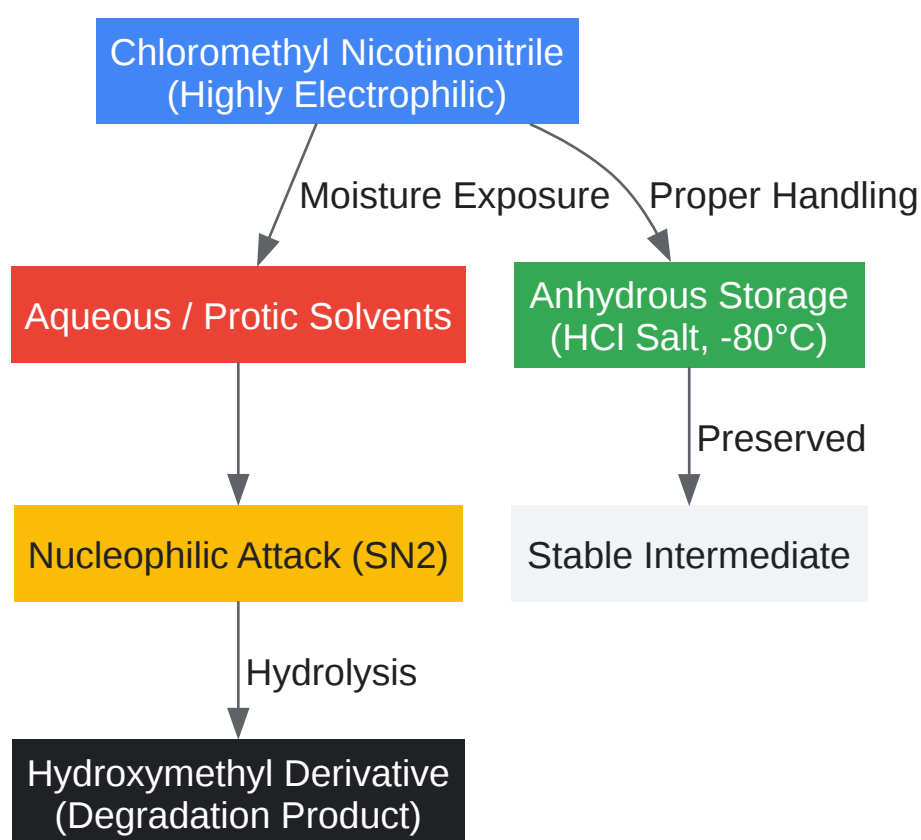 Chloromethyl Nicotinonitrile
(Highly Electrophilic)
Moisture Exposure
Proper Handling
Aqueous / Protic Solvents
Anhydrous Storage
(HCl Salt, -80°C)
Preserved
Nucleophilic Attack (SN2)
Stable Intermediate
Hydrolysis
Hydroxymethyl Derivative
(Degradation Product)